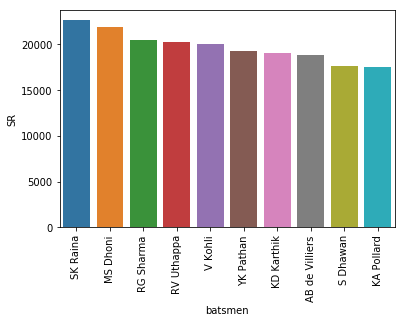 20000
15000
10000
5000
0
SR
SK Raina
MS Dhoni
RG Sharma
RV Uthappa
V Kohli
YK Pathan
KD Karthik
AB de Villiers
S Dhawan
KA Pollard
batsmen